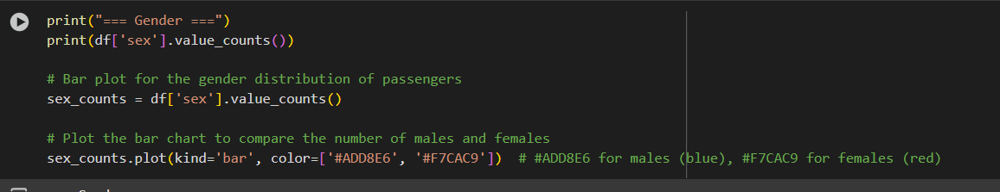 print("=== Gender ===")
print(df['sex'].value_counts())
# Bar plot for the gender distribution of passengers
sex_counts = df['sex'].value_counts()
# Plot the bar chart to compare the number of males and females
sex_counts.plot(kind='bar', color=['#ADD8E6', '#F7CAC9'])  # #ADD8E6 for males (blue), #F7CAC9 for females (red)